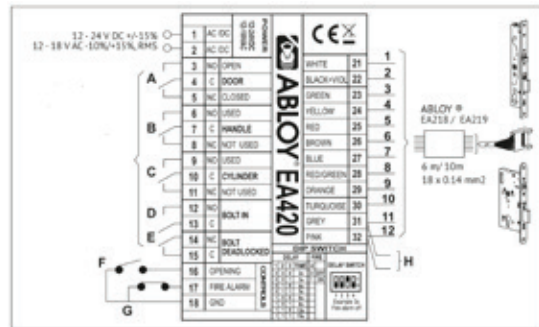 12 - 24 V DC +/-15%
12 - 18 V AC -10%/+15%, RMS
A
B
C
D
E
F
G
1 AC/DC
2 AC/DC
3 NO OPEN
4 C DOOR
5 NC CLOSED
6 NO USED
7 C HANDLE
8 NC NOT USED
9 NO USED
10 C CYLINDER
11 NC NOT USED
12 NO
13 C
BOLT IN
14 NC
15 C
BOLT
DEADLOCKED
16 OPENING
17 FIRE ALARM
18 GND
POWER
CONTROLS
ABLOY® EA420
CE
WHITE 21
BLACK+VIOL 22
GREEN 23
YELLOW 24
RED 25
BROWN 26
BLUE 27
RED/GREEN 28
ORANGE 29
TURQUOISE 30
GREY 31
PINK 32
DIP SWITCH
DELAY
DELAY SWITCH
1
2
3
4
5
6
7
8
9
10
11
12
H
ABLOY ®
EA218 / EA219
6 m/ 10m
18 x 0.14 mm2